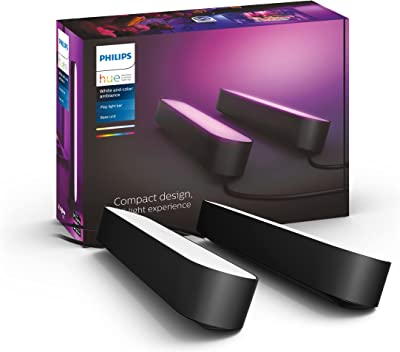 PHILIPS
hue
White and color
ambiance
Play light bar
Base unit
Compact design,
light experience